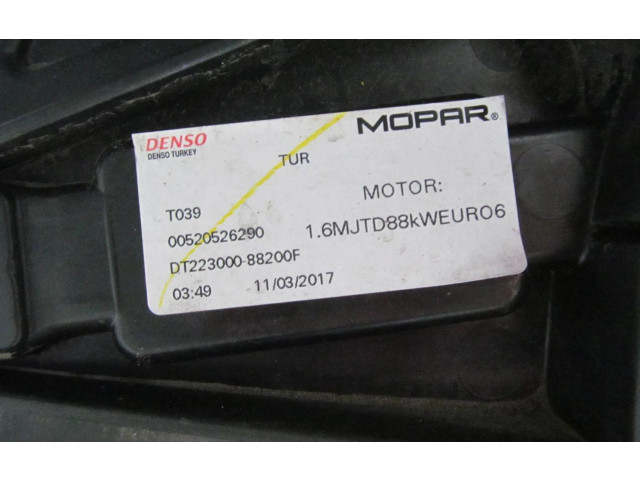 DENSO
DENSO TURKEY
MOPAR®
TUR
MOTOR:
T039
00520526290
1.6MJTD88kWEURO6
DT223000-88200F
03:49 11/03/2017